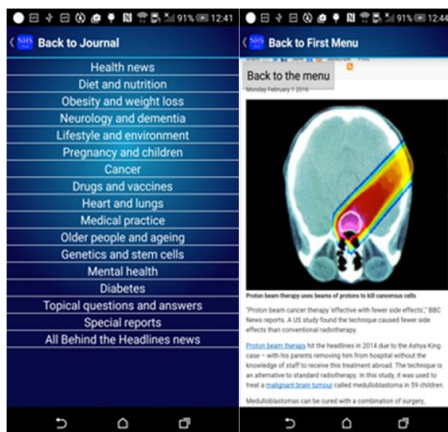 91% 12:41
NHS Back to Journal
Health news
Diet and nutrition
Obesity and weight loss
Neurology and dementia
Lifestyle and environment
Pregnancy and children
Cancer
Drugs and vaccines
Heart and lungs
Medical practice
Older people and ageing
Genetics and stem cells
Mental health
Diabetes
Topical questions and answers
Special reports
All Behind the Headlines news
91% 12:44
NHS Back to First Menu
Back to the menu
Monday February 1 2016
Proton beam therapy uses beams of protons to kill cancerous cells
"Proton beam cancer therapy 'effective with fewer side effects'," BBC
News reports. A US study found the technique caused fewer side
effects than conventional radiotherapy.
Proton beam therapy hit the headlines in 2014 due to the Ashya King
case – with his parents removing him from hospital without the
knowledge of staff to receive this treatment abroad. The technique is
an alternative to standard radiotherapy. In this study, it was used to
treat a malignant brain tumour called medulloblastoma in 59 children.
Medulloblastomas can be cured with a combination of surgery,